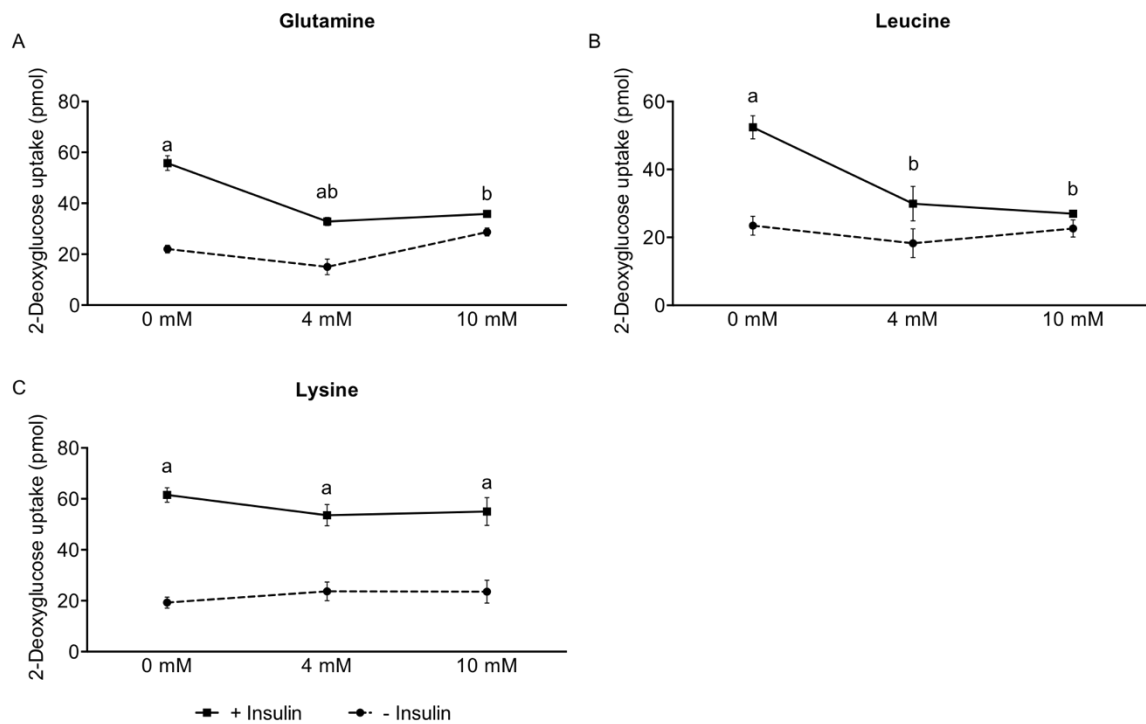 Glutamine
A
2-Deoxyglucose uptake (pmol)
80
60
40
20
0
a
ab
b
0 mM
4 mM
10 mM
Leucine
B
2-Deoxyglucose uptake (pmol)
60
40
20
0
a
b
b
0 mM
4 mM
10 mM
Lysine
C
2-Deoxyglucose uptake (pmol)
80
60
40
20
0
a
a
a
0 mM
4 mM
10 mM
+ Insulin
- Insulin